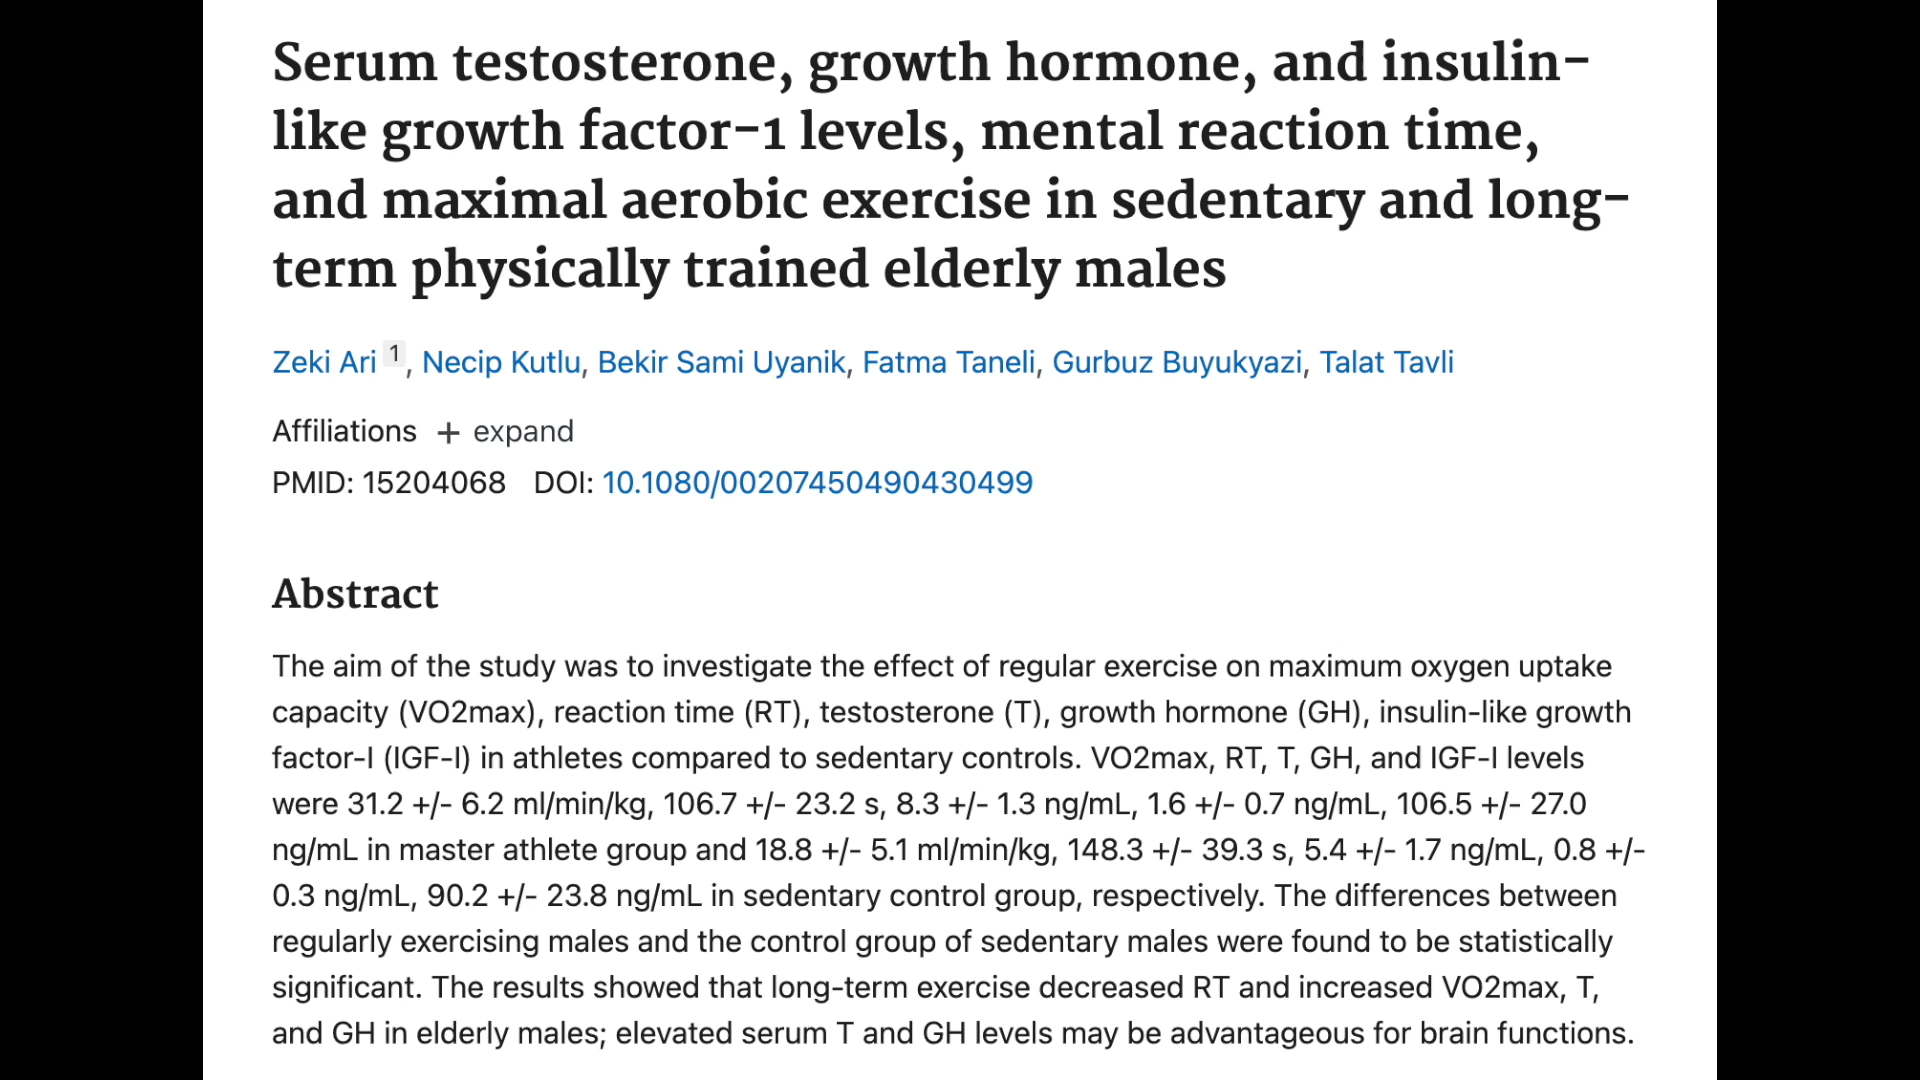 Serum testosterone, growth hormone, and insulin-
like growth factor-1 levels, mental reaction time,
and maximal aerobic exercise in sedentary and long-
term physically trained elderly males
Zeki Ari 1, Necip Kutlu, Bekir Sami Uyanik, Fatma Taneli, Gurbuz Buyukyazi, Talat Tavli
Affiliations + expand
PMID: 15204068 DOI: 10.1080/00207450490430499
Abstract
The aim of the study was to investigate the effect of regular exercise on maximum oxygen uptake
capacity (VO2max), reaction time (RT), testosterone (T), growth hormone (GH), insulin-like growth
factor-I (IGF-I) in athletes compared to sedentary controls. VO2max, RT, T, GH, and IGF-I levels
were 31.2 +/- 6.2 ml/min/kg, 106.7 +/- 23.2 s, 8.3 +/- 1.3 ng/mL, 1.6 +/- 0.7 ng/mL, 106.5 +/- 27.0
ng/mL in master athlete group and 18.8 +/- 5.1 ml/min/kg, 148.3 +/- 39.3 s, 5.4 +/- 1.7 ng/mL, 0.8 +/-
0.3 ng/mL, 90.2 +/- 23.8 ng/mL in sedentary control group, respectively. The differences between
regularly exercising males and the control group of sedentary males were found to be statistically
significant. The results showed that long-term exercise decreased RT and increased VO2max, T,
and GH in elderly males; elevated serum T and GH levels may be advantageous for brain functions.